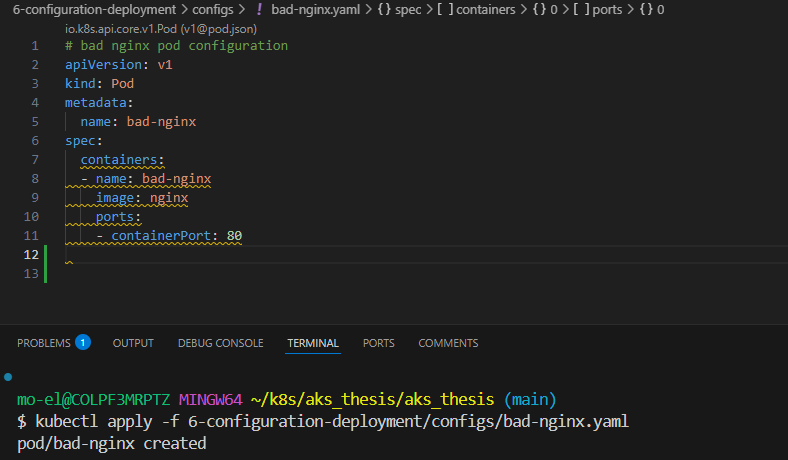 6-configuration-deployment > configs > ! bad-nginx.yaml > {} spec > [ ] containers > {} 0 > [ ] ports > {} 0
io.k8s.api.core.v1.Pod (v1@pod.json)
1 # bad nginx pod configuration
2 apiVersion: v1
3 kind: Pod
4 metadata:
5   name: bad-nginx
6 spec:
7   containers:
8   - name: bad-nginx
9     image: nginx
10     ports:
11     - containerPort: 80
12
13
PROBLEMS 1 OUTPUT DEBUG CONSOLE TERMINAL PORTS COMMENTS
mo-el@COLPF3MRPTZ MINGW64 ~/k8s/aks_thesis/aks_thesis (main)
$ kubectl apply -f 6-configuration-deployment/configs/bad-nginx.yaml
pod/bad-nginx created